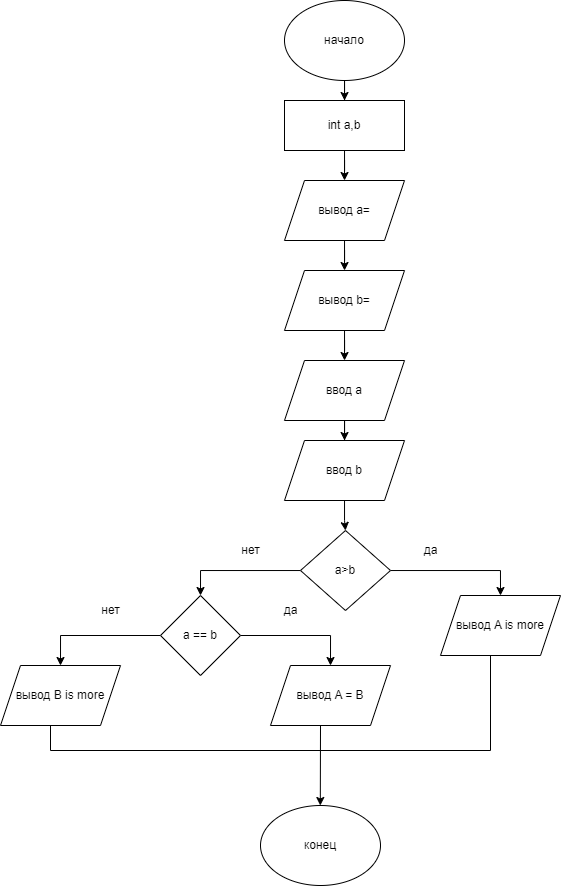 начало
int a,b
вывод a=
вывод b=
ввод a
ввод b
нет
да
a>b
нет
да
a == b
вывод A is more
вывод B is more
вывод A = B
конец